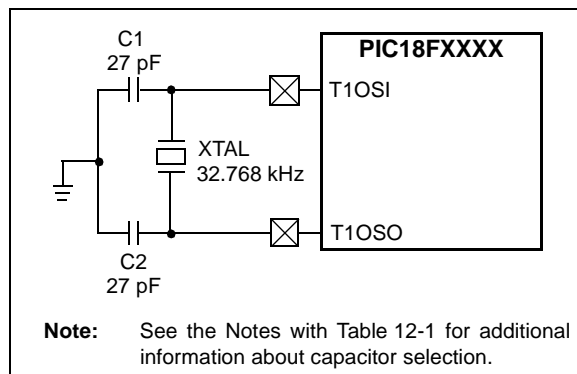 C1
27 pF
PIC18FXXXX
T1OSI
XTAL
32.768 kHz
T1OSO
C2
27 pF
Note: See the Notes with Table 12-1 for additional
information about capacitor selection.